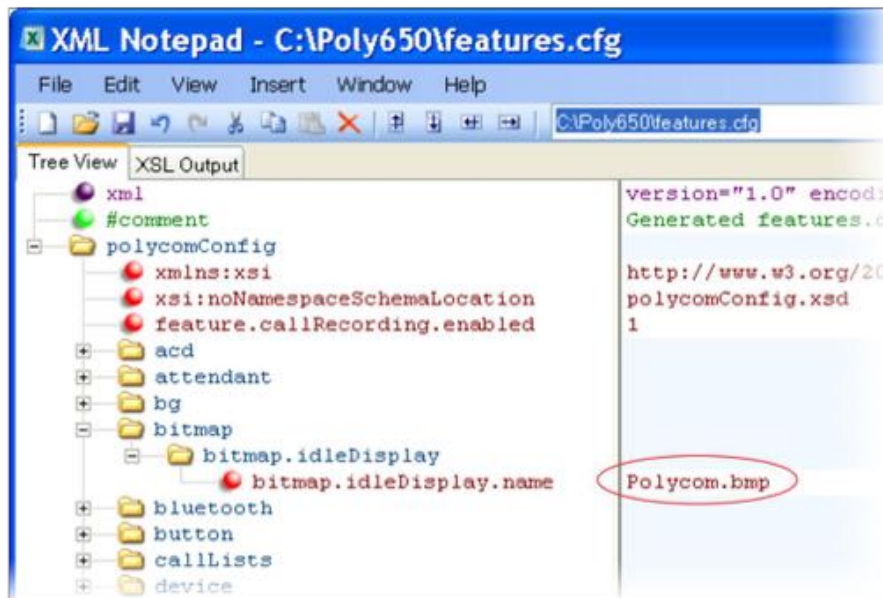 XML Notepad - C:\Poly650\features.cfg
File Edit View Insert Window Help
C:\Poly650\features.cfg
Tree View XSL Output
xml version="1.0" encodi
#comment Generated features.c
polycomConfig
xmlns:xsi http://www.w3.org/20
xsi:noNamespaceSchemaLocation polycomConfig.xsd
feature.callRecording.enabled 1
acd
attendant
bg
bitmap
bitmap.idleDisplay
bitmap.idleDisplay.name Polycom.bmp
bluetooth
button
callLists
device